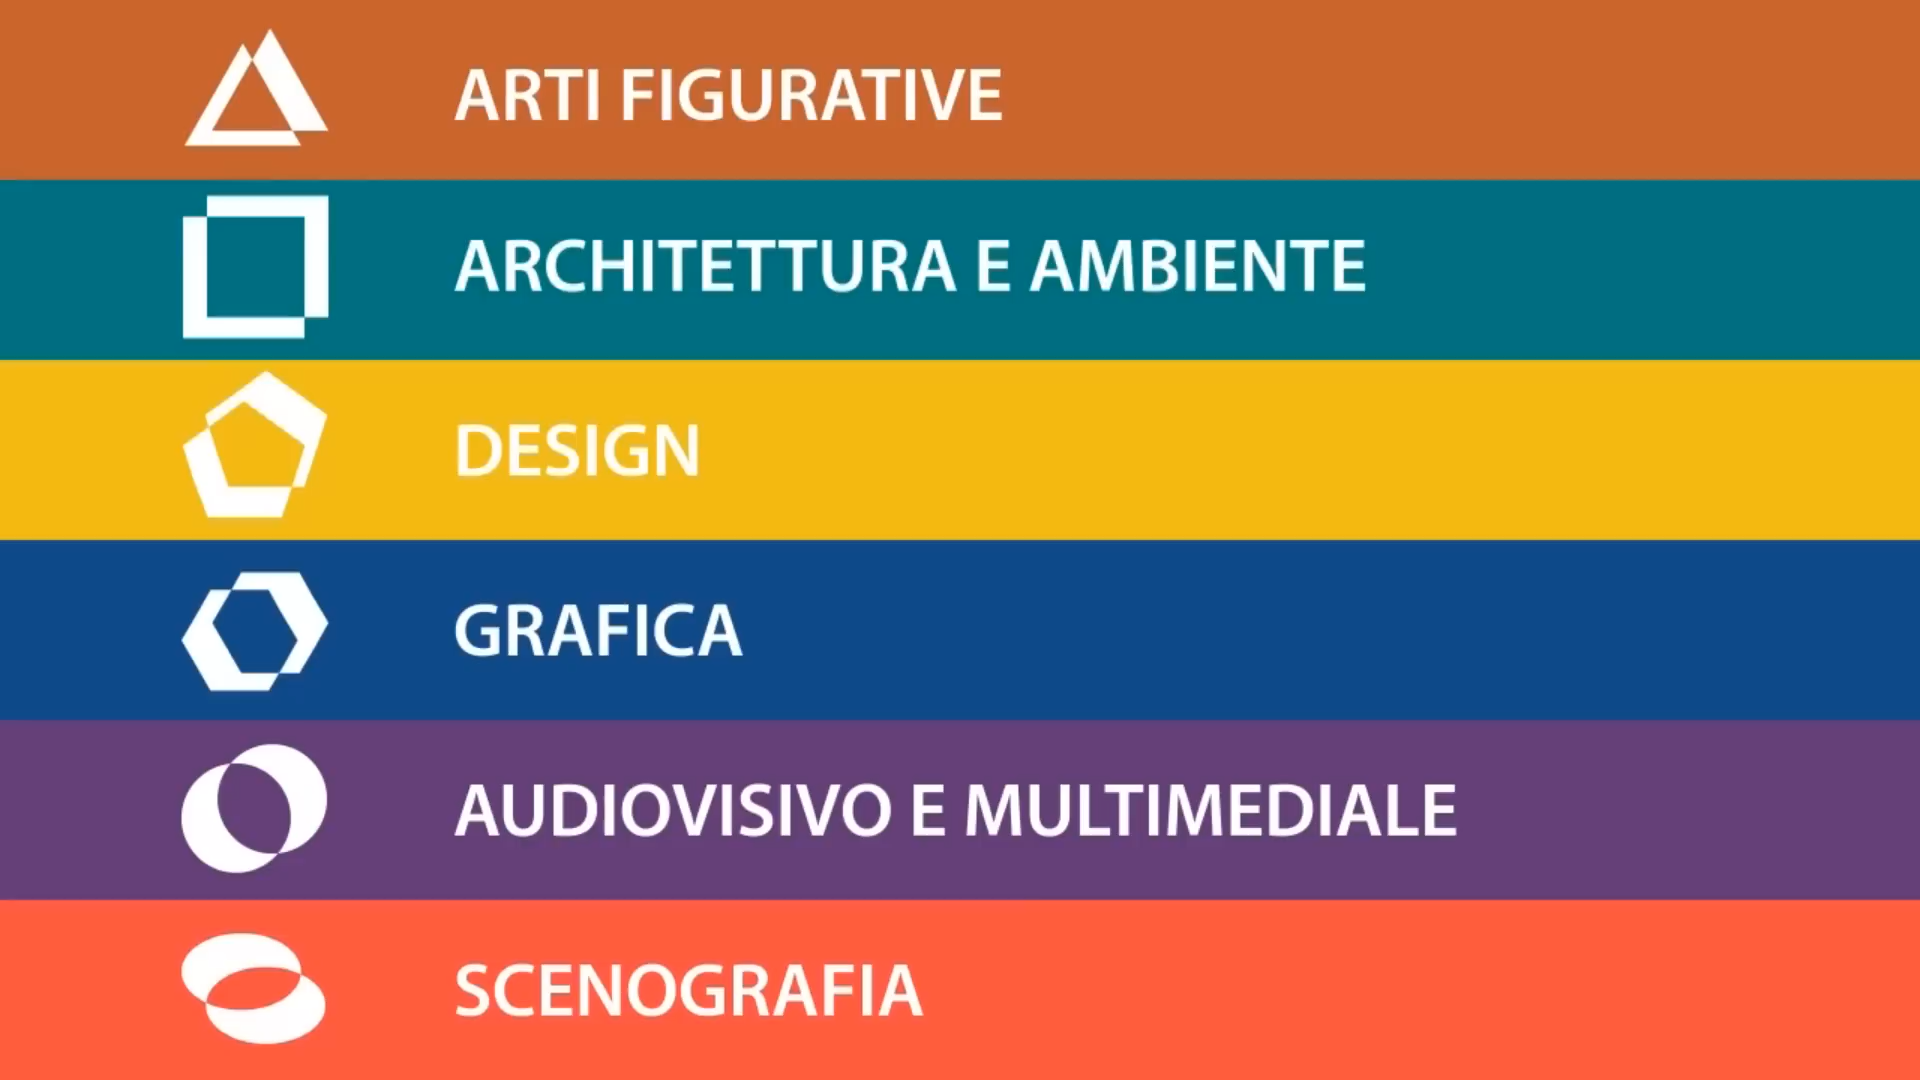 ARTI FIGURATIVE
ARCHITETTURA E AMBIENTE
DESIGN
GRAFICA
AUDIOVISIVO E MULTIMEDIALE
SCENOGRAFIA